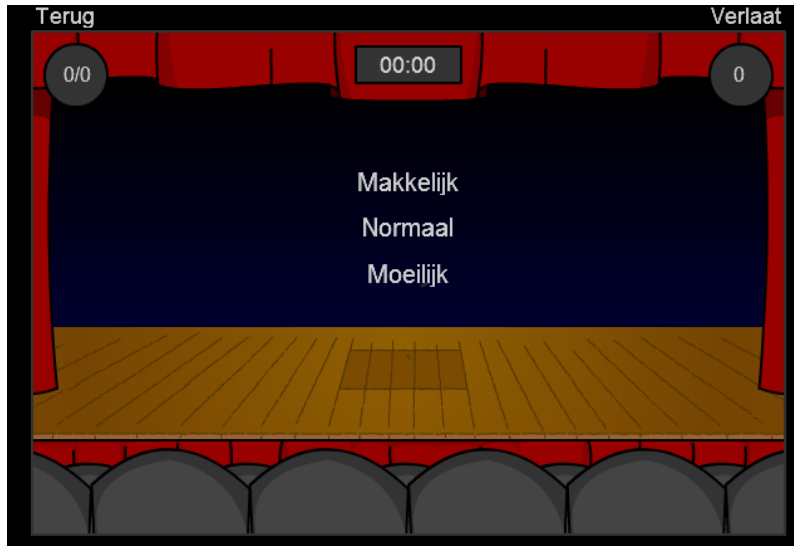 Terug
Verlaat
0/0
00:00
0
Makkelijk
Normaal
Moeilijk